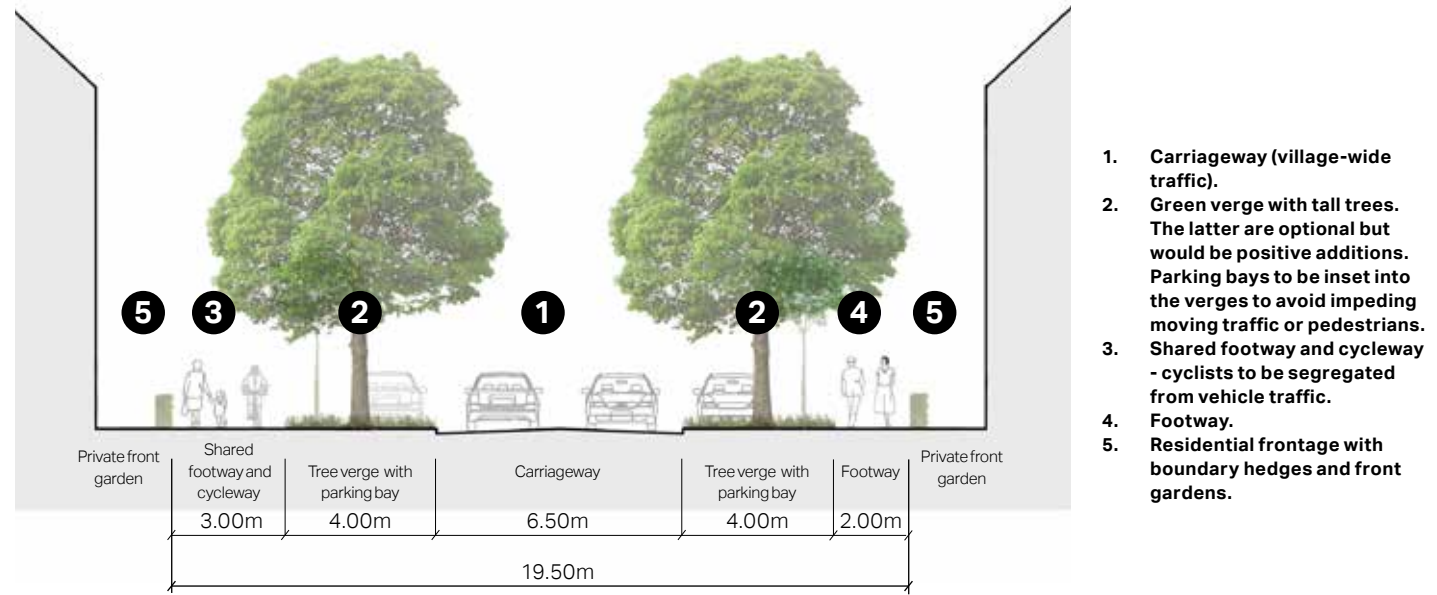 5
3
2
1
2
4
5
Private front
garden
Shared
footway and
cycleway
Tree verge with
parking bay
Carriageway
Tree verge with
parking bay
Footway
Private front
garden
3.00m
4.00m
6.50m
4.00m
2.00m
19.50m
1. Carriageway (village-wide
traffic).
2. Green verge with tall trees.
The latter are optional but
would be positive additions.
Parking bays to be inset into
the verges to avoid impeding
moving traffic or pedestrians.
3. Shared footway and cycleway
- cyclists to be segregated
from vehicle traffic.
4. Footway.
5. Residential frontage with
boundary hedges and front
gardens.